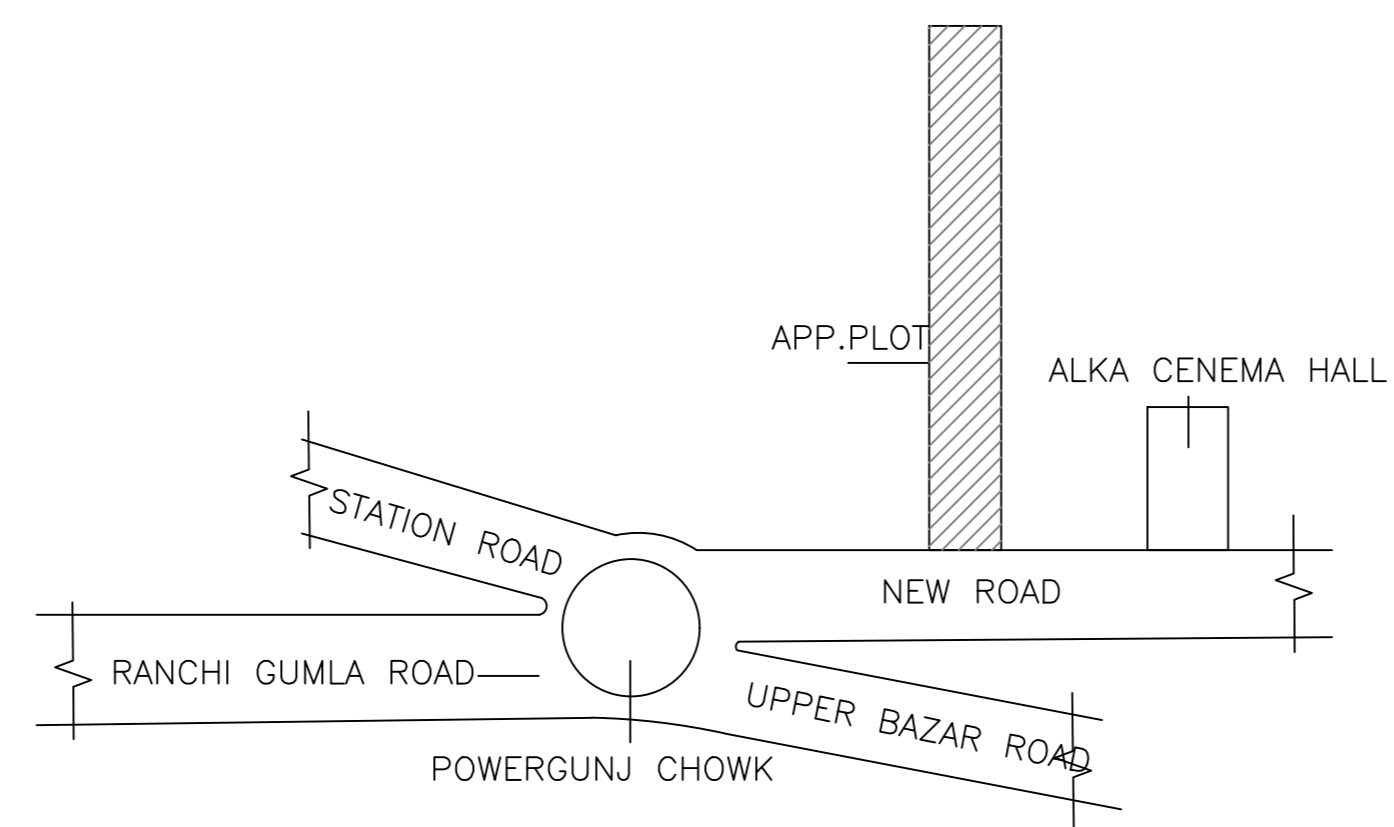 APP.PLOT
ALKA CENEMA HALL
STATION ROAD
NEW ROAD
RANCHI GUMLA ROAD
UPPER BAZAR ROAD
POWERGUNJ CHOWK